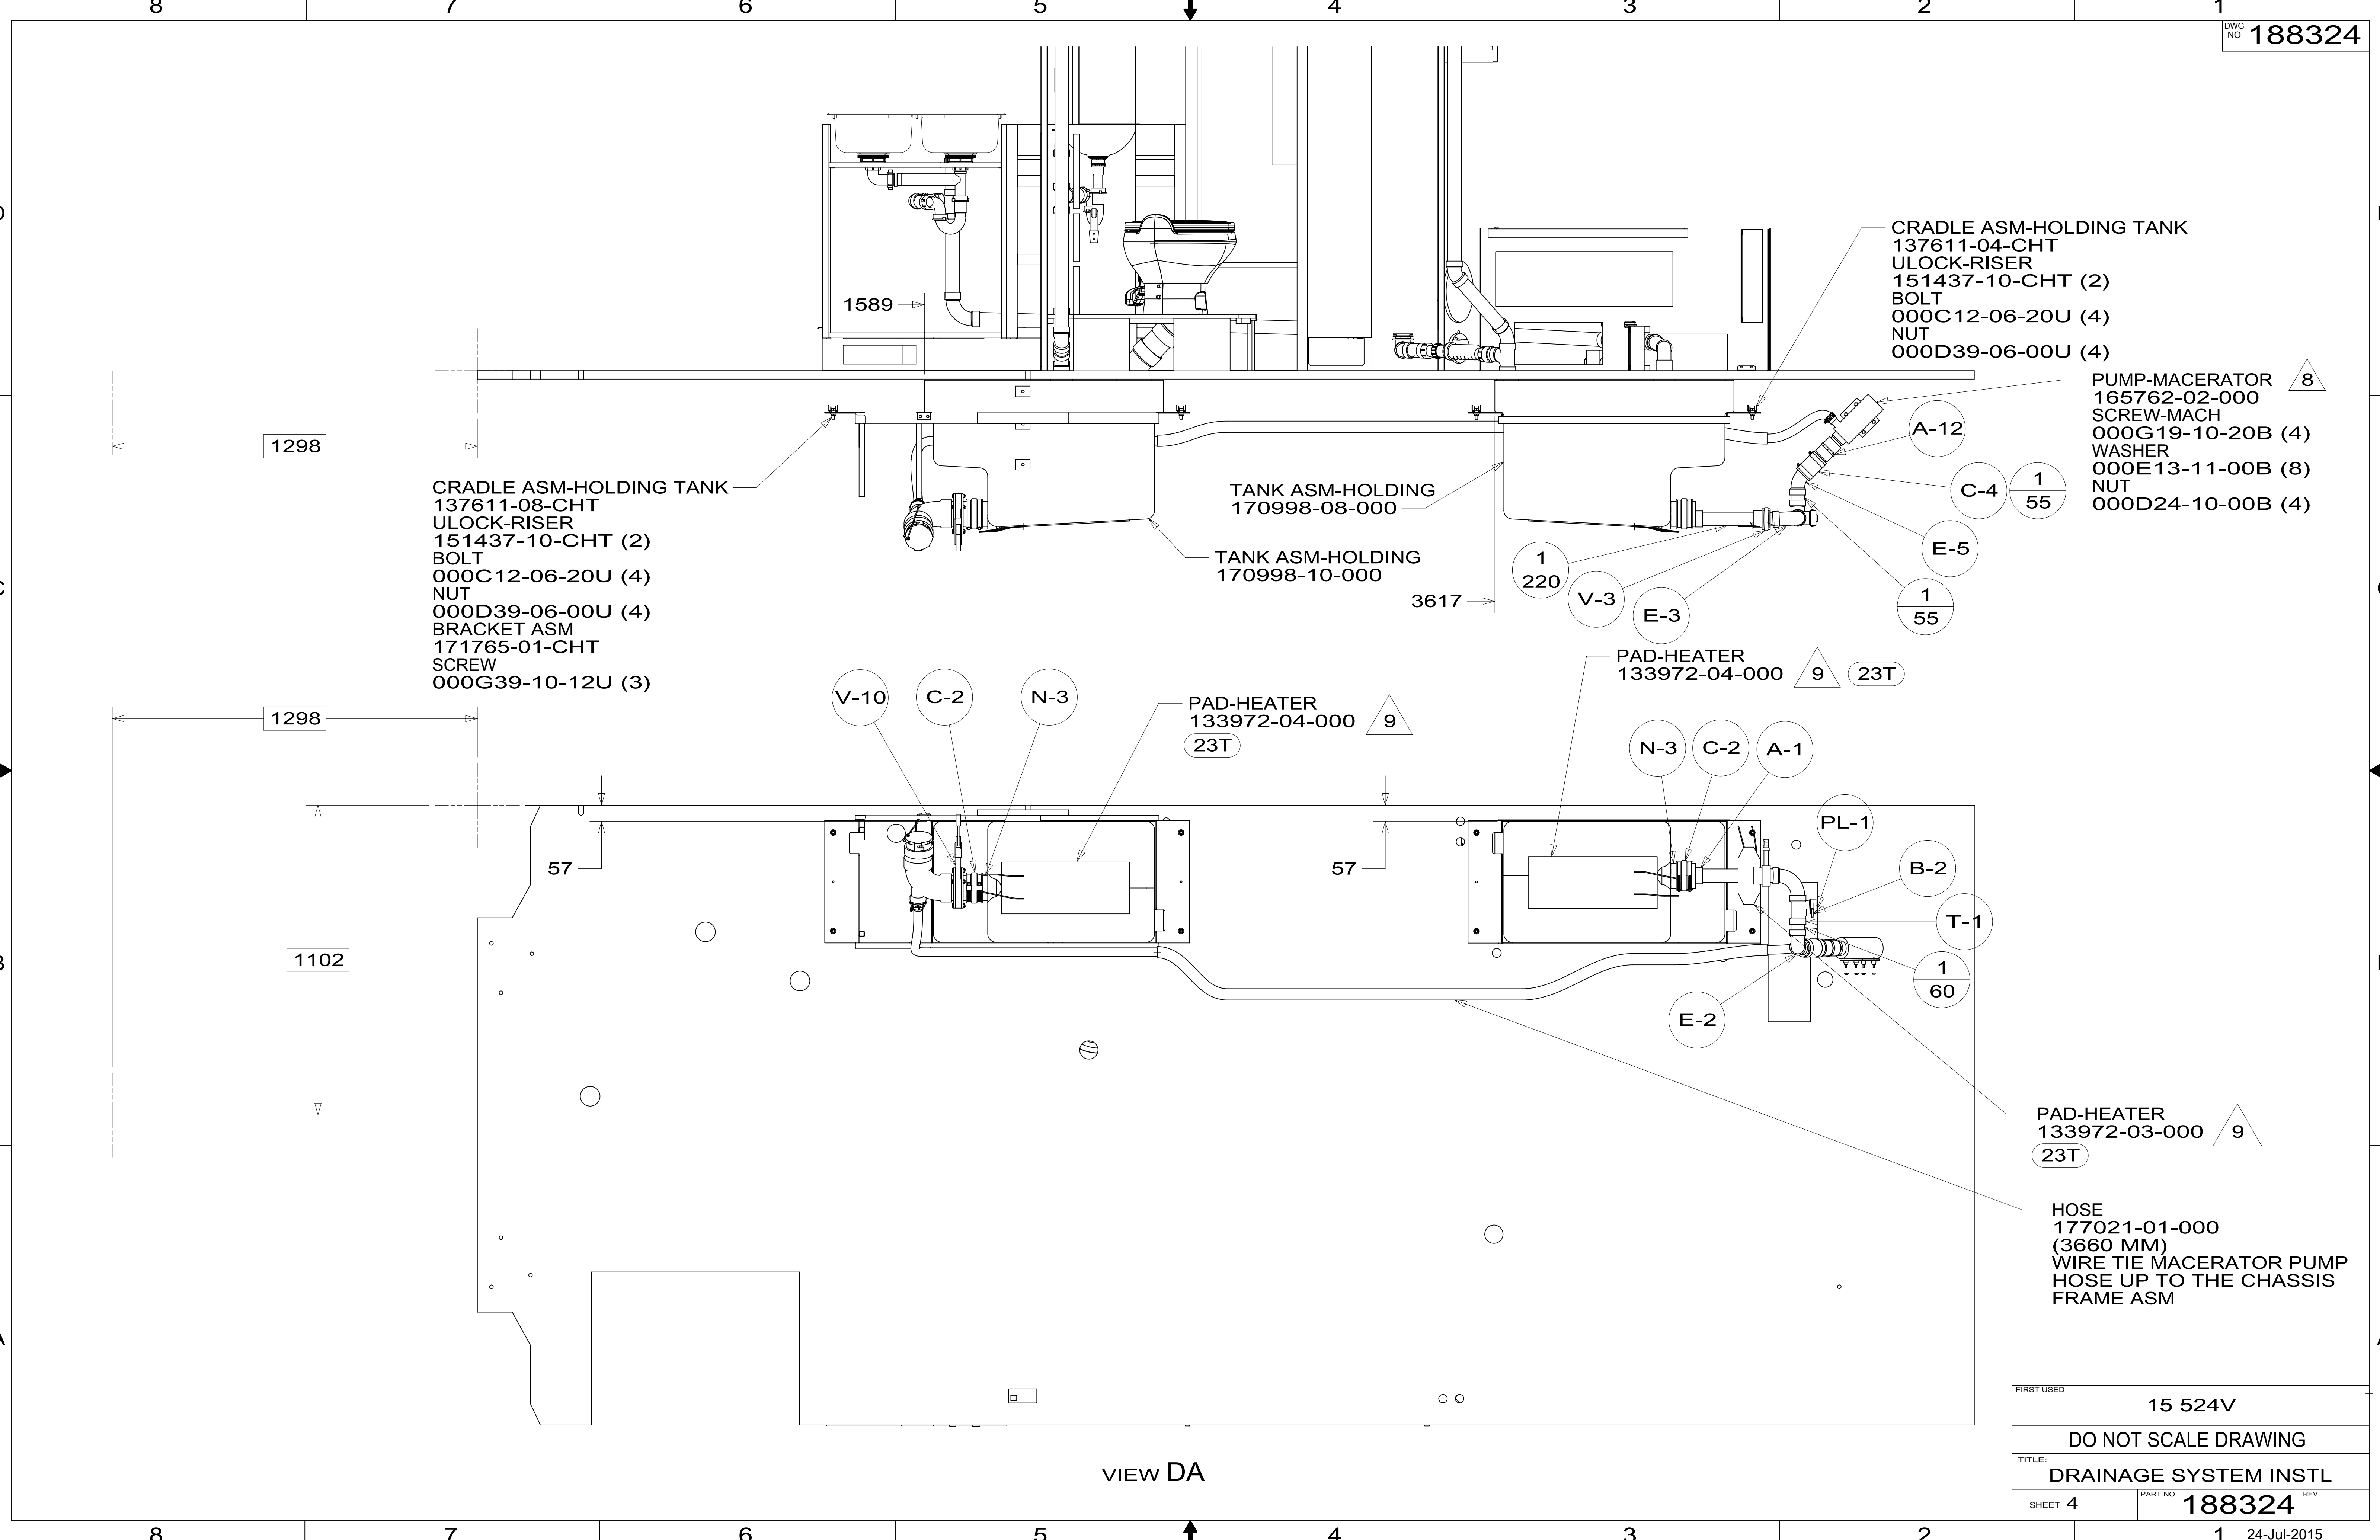 8 7 6 5 4 3 2 1
DWG NO 188324
D
CRADLE ASM-HOLDING TANK
137611-04-CHT
ULOCK-RISER
151437-10-CHT (2)
BOLT
000C12-06-20U (4)
NUT
000D39-06-00U (4)
1589
PUMP-MACERATOR 8
165762-02-000
SCREW-MACH
000G19-10-20B (4)
WASHER
000E13-11-00B (8)
NUT
000D24-10-00B (4)
A-12
1298
C-4
1
55
E-5
1
55
CRADLE ASM-HOLDING TANK
137611-08-CHT
ULOCK-RISER
151437-10-CHT (2)
BOLT
000C12-06-20U (4)
NUT
000D39-06-00U (4)
BRACKET ASM
171765-01-CHT
SCREW
000G39-10-12U (3)
TANK ASM-HOLDING
170998-08-000
TANK ASM-HOLDING
170998-10-000
1
220
V-3
E-3
3617
C
PAD-HEATER
133972-04-000 9 23T
1298
V-10
C-2
N-3
PAD-HEATER
133972-04-000 9
23T
N-3
C-2
A-1
57
57
PL-1
B-2
T-1
1
60
E-2
1102
B
PAD-HEATER
133972-03-000 9
23T
HOSE
177021-01-000
(3660 MM)
WIRE TIE MACERATOR PUMP
HOSE UP TO THE CHASSIS
FRAME ASM
A
VIEW DA
FIRST USED
15 524V
DO NOT SCALE DRAWING
TITLE:
DRAINAGE SYSTEM INSTL
SHEET 4 PART NO 188324 REV
8 7 6 5 4 3 2 1
24-Jul-2015